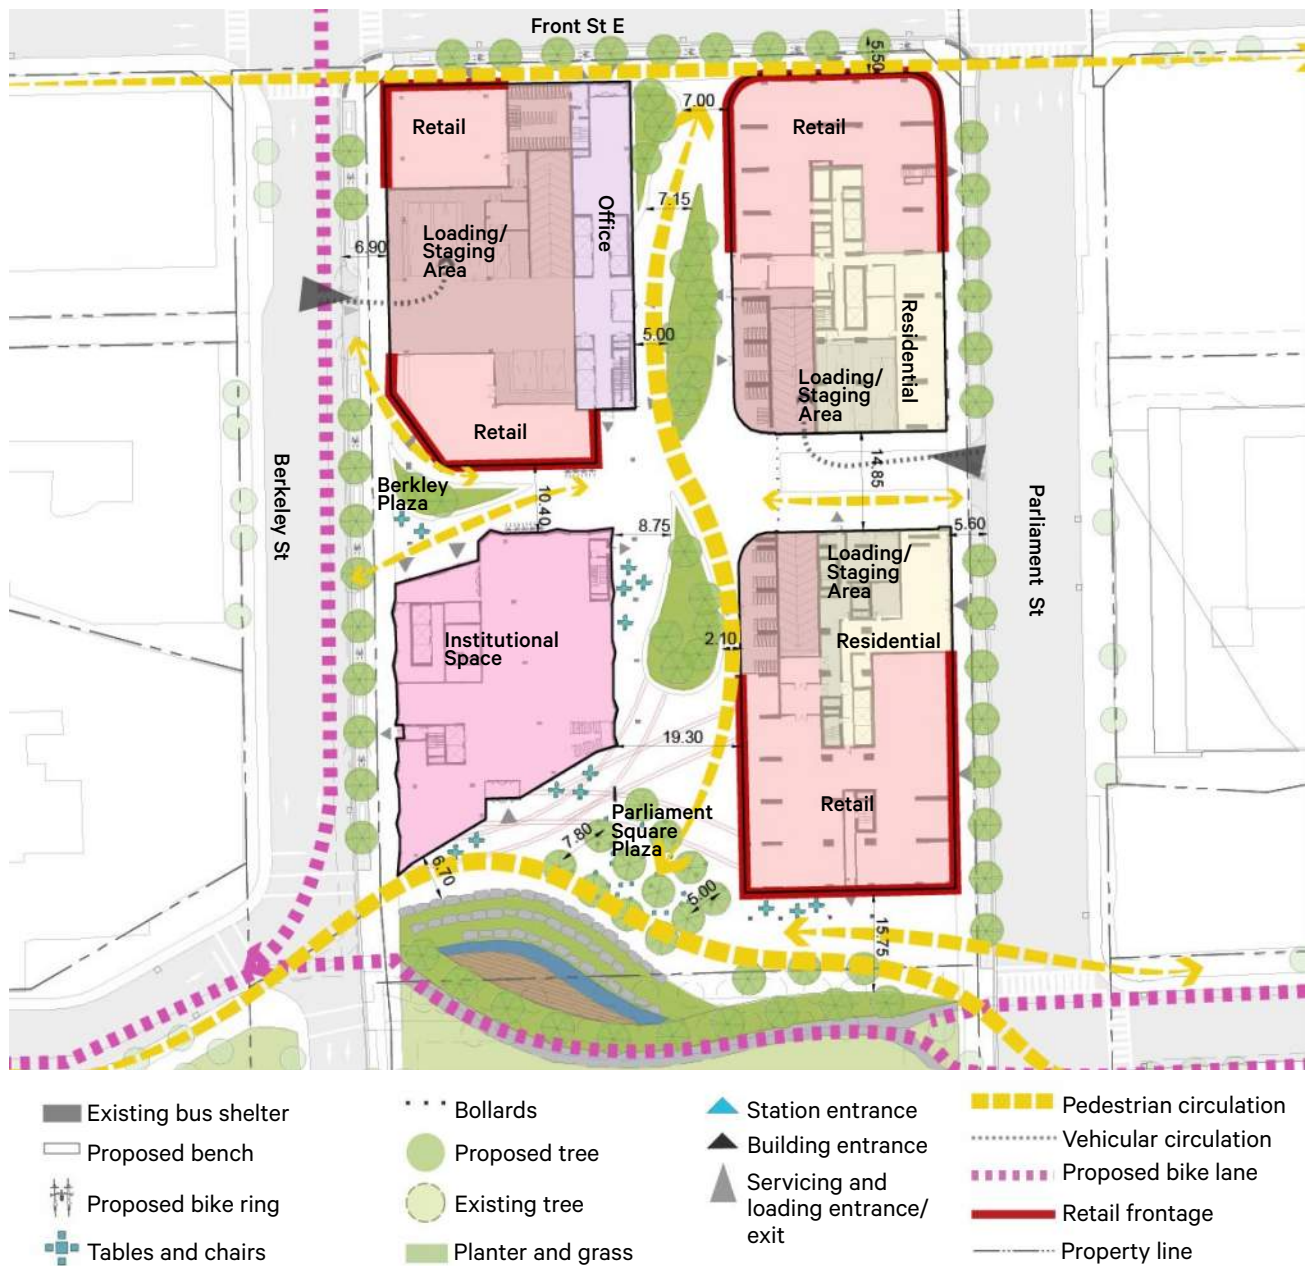 Front St E
5.50
7.00
Retail
Retail
7.15
Office
Loading/
Staging
Area
6.90
5.00
Residential
Loading/
Staging
Area
Retail
14.85
Berkley
Plaza
10.40
8.75
5.60
Berkeley St
Parliament St
Loading/
Staging
Area
Institutional
Space
2.10
Residential
19.30
Retail
Parliament
Square
Plaza
7.80
6.70
5.00
15.75
Existing bus shelter
Proposed bench
Proposed bike ring
Tables and chairs
Bollards
Proposed tree
Existing tree
Planter and grass
Station entrance
Building entrance
Servicing and
loading entrance/
exit
Pedestrian circulation
Vehicular circulation
Proposed bike lane
Retail frontage
Property line